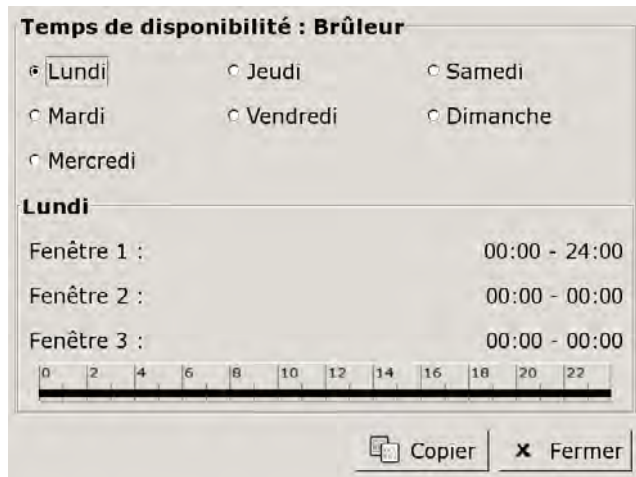 Temps de disponibilité : Brûleur
Lundi Jeudi Samedi
Mardi Vendredi Dimanche
Mercredi
Lundi
Fenêtre 1 : 00:00 - 24:00
Fenêtre 2 : 00:00 - 00:00
Fenêtre 3 : 00:00 - 00:00
0 2 4 6 8 10 12 14 16 18 20 22
Copier x Fermer